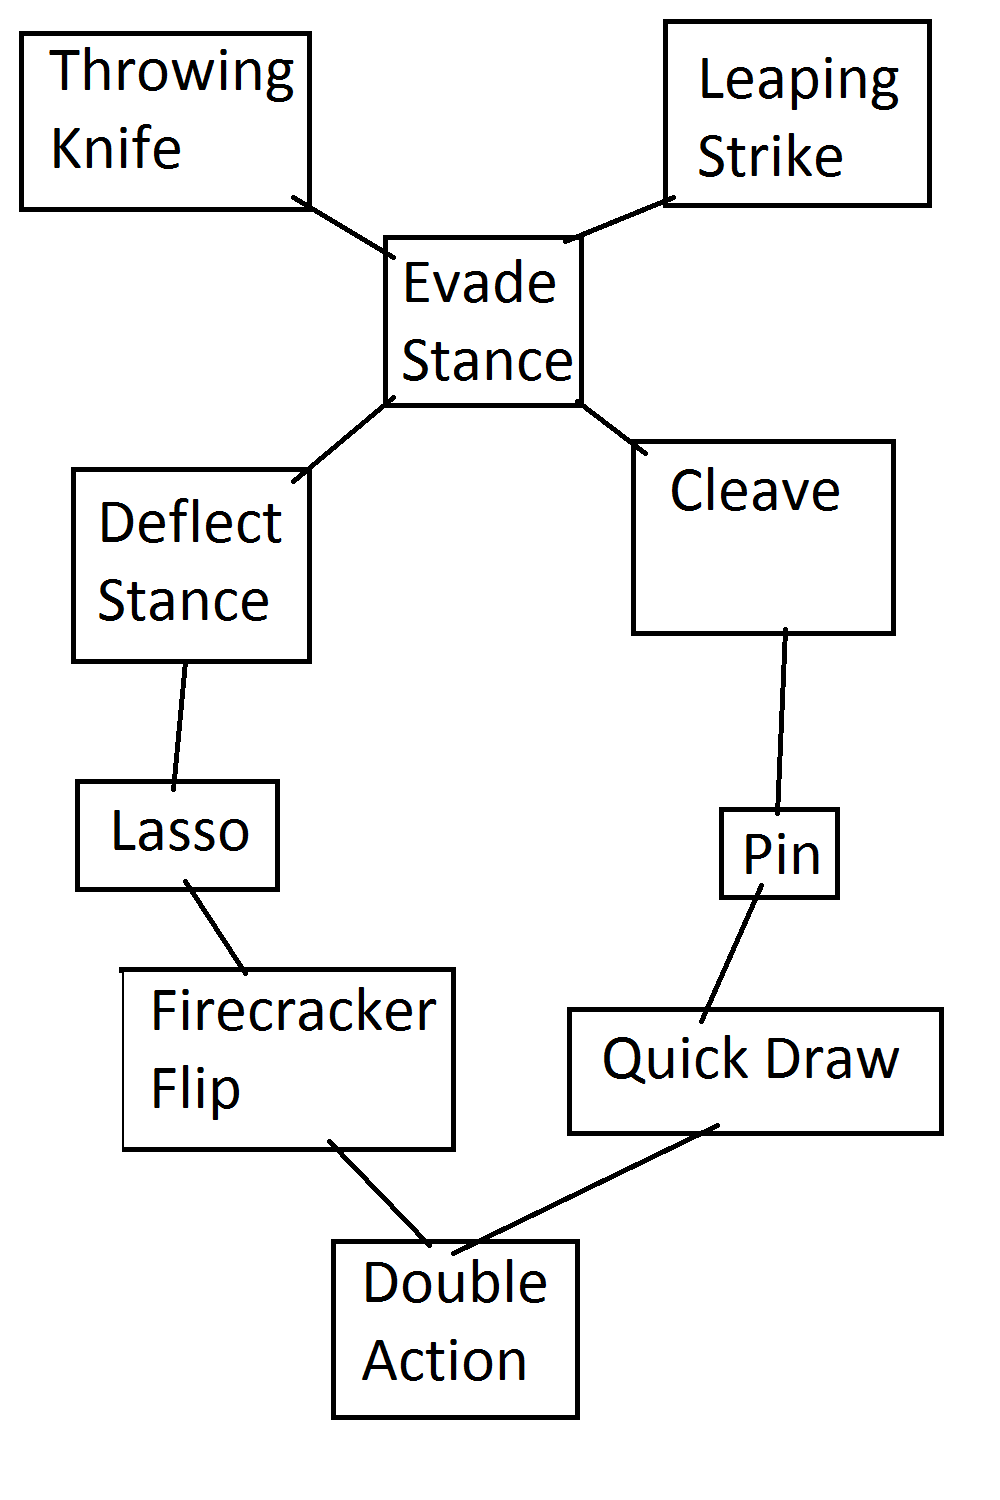 Throwing
Knife
Leaping
Strike
Evade
Stance
Deflect
Stance
Cleave
Lasso
Pin
Firecracker
Flip
Quick Draw
Double
Action